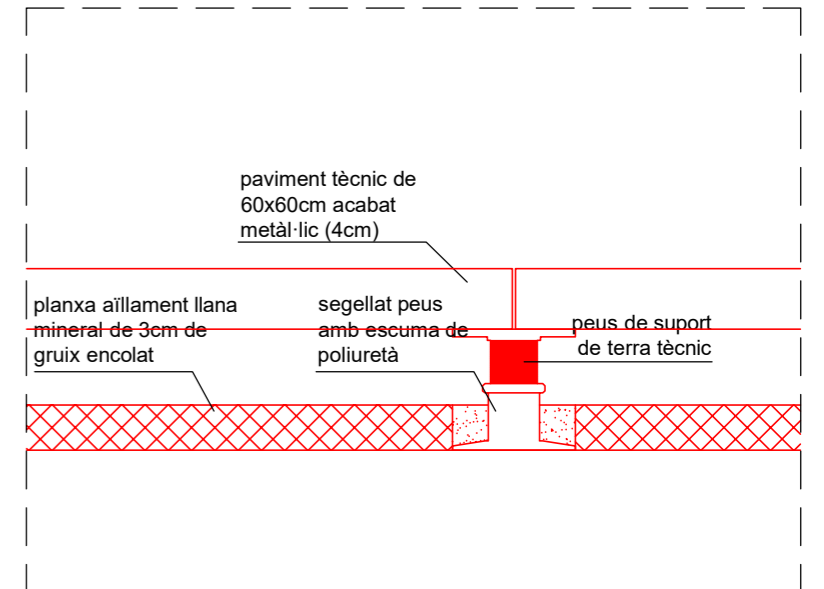 paviment tècnic de
60x60cm acabat
metàl·lic (4cm)
planxa aïllament llana
mineral de 3cm de
gruix encolat
segellat peus
amb escuma de
poliuretà
peus de suport
de terra tècnic